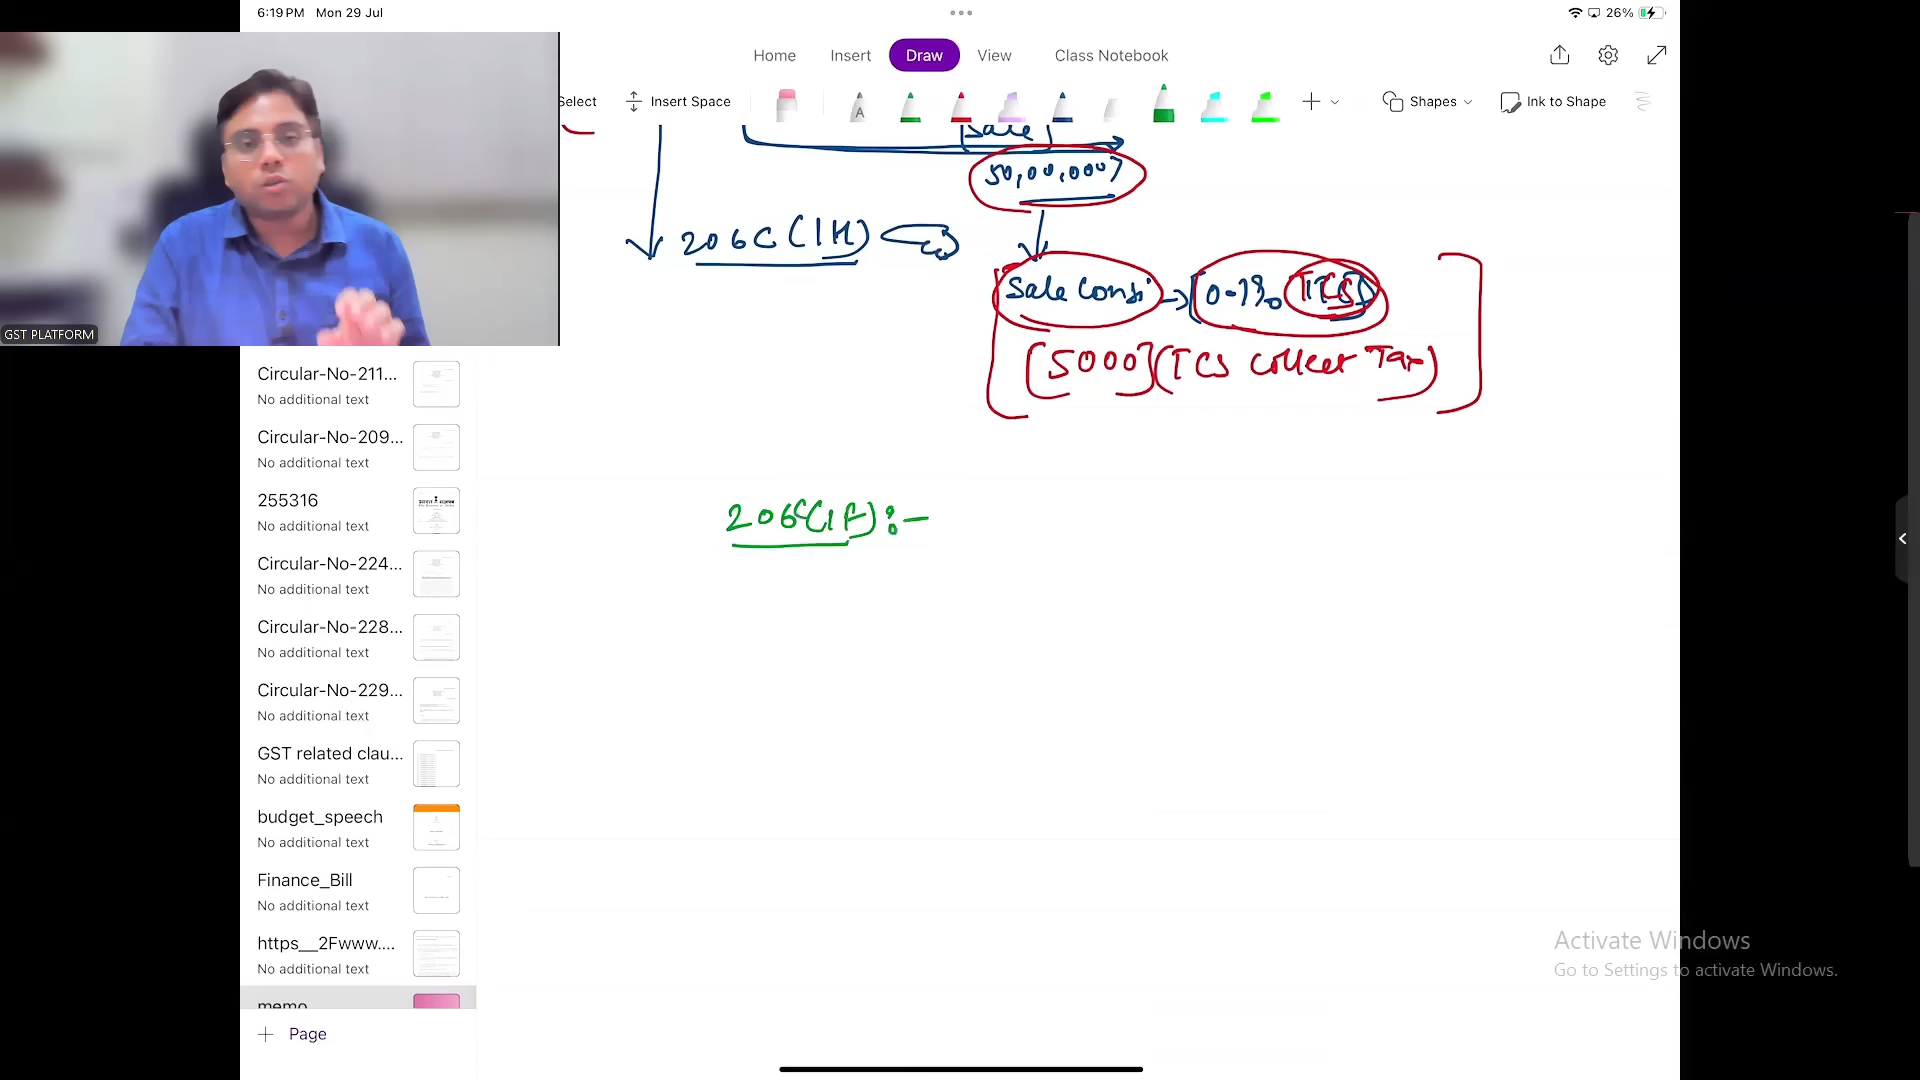 6:19 PM Mon 29 Jul
26%
Home Insert Draw View Class Notebook
Select Insert Space A Shapes Ink to Shape
Sale
50,00,000
206C (1H)
Sale Consi → 0.1% TCS
[5000] (TCS Collect Tax)
206C(1F):-
GST PLATFORM
Circular-No-211...
No additional text
Circular-No-209...
No additional text
255316
No additional text
Circular-No-224...
No additional text
Circular-No-228...
No additional text
Circular-No-229...
No additional text
GST related clau...
No additional text
budget_speech
No additional text
Finance_Bill
No additional text
https__2Fwww....
No additional text
memo
+ Page
Activate Windows
Go to Settings to activate Windows.